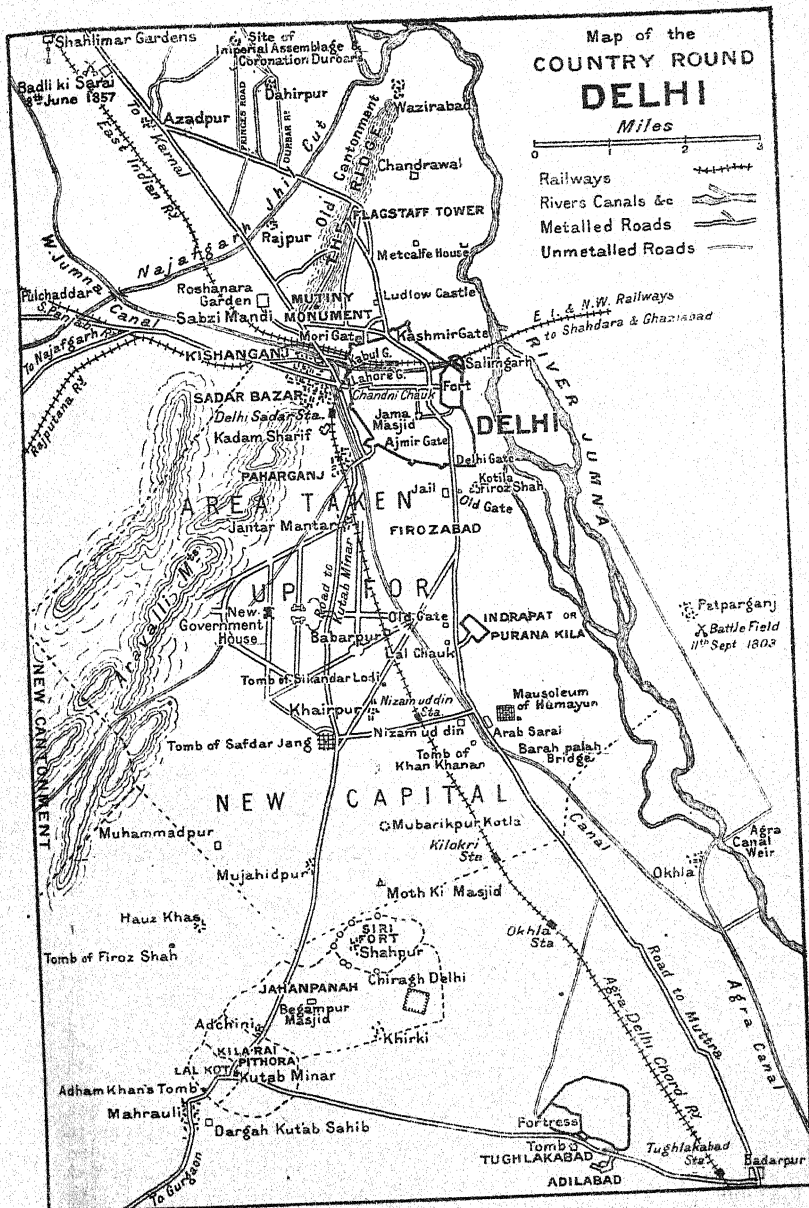 Map of the
COUNTRY ROUND
DELHI
Miles
0 1 2 3
Railways
Rivers Canals &c
Metalled Roads
Unmetalled Roads
Shahlimar Gardens
Site of
Imperial Assemblage &
Coronation Durbars
Badli ki Sarai
8th June 1857
Dahirpur
Wazirabad
Azadpur
To Karnal
East Indian Ry.
PRINCES ROAD
DURBAR RD
Old Cantonment
THE RIDGE
Chandrawal
FLAGSTAFF TOWER
Najafgarh Jhil Cut
Rajpur
Metcalfe House
W. Jumna Canal
Pulchaddar
S. Panjab Ry.
To Najafgarh
Roshanara
Garden
MUTINY
MONUMENT
Ludlow Castle
Sabzi Mandi
Mori Gate
Kashmir Gate
E. I. & N.W. Railways
to Shahdara & Ghaziabad
KISHANGANJ
Kabul G.
Lahore G.
Salimgarh
Fort
Rajputana Ry.
SADAR BAZAR
Chandni Chauk
Delhi Sadar Sta.
Jama
Masjid
DELHI
Kadam Sharif
Ajmir Gate
Delhi Gate
RIVER JUMNA
PAHARGANJ
Jail
Kotila
Firoz Shah
Old Gate
AREA TAKEN
Jantar Mantar
FIROZABAD
UP FOR
Road to
Kutab Minar
New
Government
House
Old Gate
INDRAPAT OR
PURANA KILA
Babarpur
Lal Chauk
Patparganj
Battle Field
11th Sept 1803
Aravalli Mts
NEW CANTONMENT
Tomb of Sikandar Lodi
Khairpur
Nizamuddin
Sta.
Mausoleum
of Humayun
Tomb of Safdar Jang
Nizam ud din
Arab Sarai
Tomb of
Khan Khanan
Barah palah
Bridge
NEW CAPITAL
Muhammadpur
Mubarikpur Kotla
Canal
Kilokri
Sta
Agra
Canal
Weir
Okhla
Mujahidpur
Moth Ki Masjid
Hauz Khas
SIRI
FORT
Shahpur
Okhla
Sta
Tomb of Firoz Shah
JAHANPANAH
Chiragh Delhi
Begampur
Masjid
Road to Muttra
Agra Canal
Agra Delhi Chord Ry
Adchini
Khirki
KILA RAI
PITHORA
LAL KOT
Kutab Minar
Adham Khan's Tomb
Mahrauli
Dargah Kutab Sahib
Fortress
Tomb
TUGHLAKABAD
Tughlakabad
Sta
Badarpur
ADILABAD
To Gurgaon